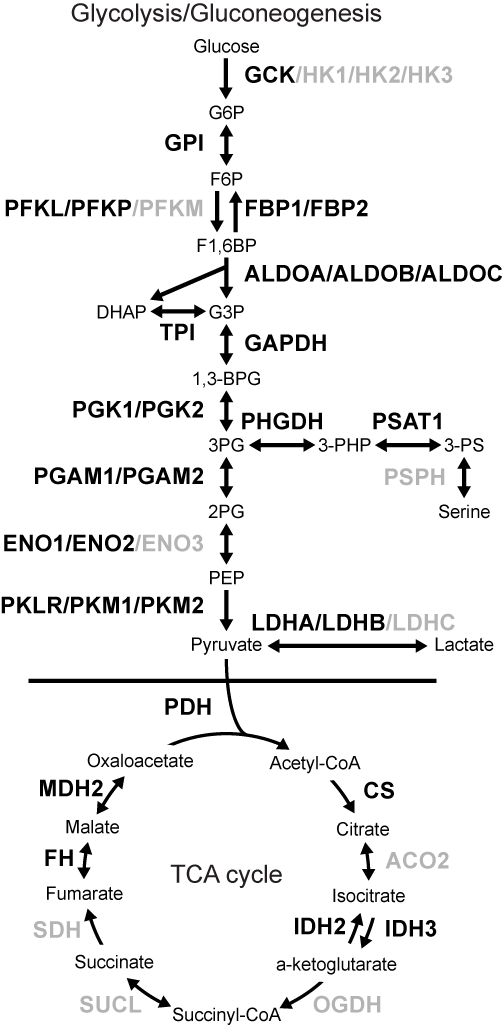 Glycolysis/Gluconeogenesis
Glucose
GCK/HK1/HK2/HK3
G6P
GPI
F6P
PFKL/PFKP/PFKM
FBP1/FBP2
F1,6BP
ALDOA/ALDOB/ALDOC
DHAP
G3P
TPI
GAPDH
1,3-BPG
PGK1/PGK2
PHGDH
PSAT1
3PG
3-PHP
3-PS
PGAM1/PGAM2
PSPH
2PG
Serine
ENO1/ENO2/ENO3
PEP
PKLR/PKM1/PKM2
LDHA/LDHB/LDHC
Pyruvate
Lactate
PDH
Oxaloacetate
Acetyl-CoA
MDH2
CS
Malate
Citrate
FH
ACO2
TCA cycle
Fumarate
Isocitrate
SDH
IDH2
IDH3
Succinate
a-ketoglutarate
SUCL
OGDH
Succinyl-CoA